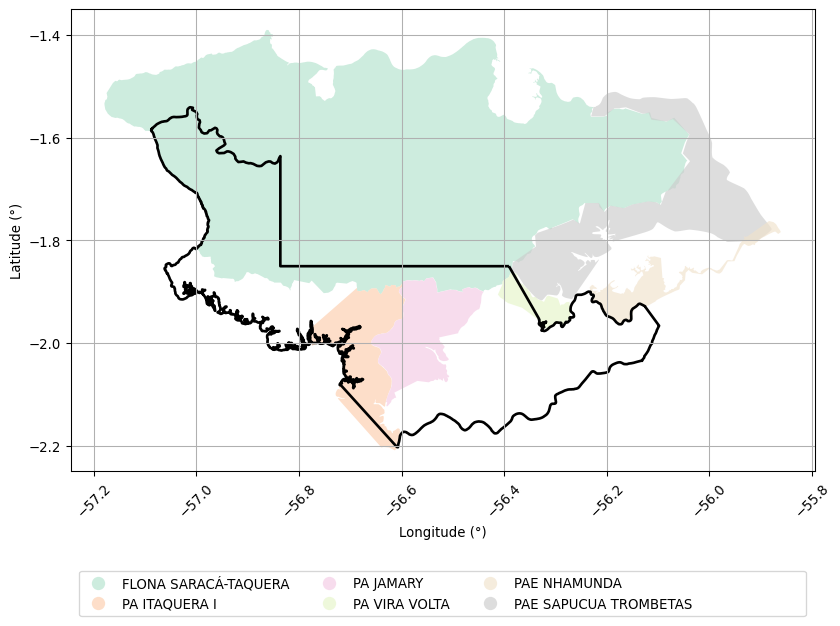 −1.4
−1.6
−1.8
−2.0
−2.2
Latitude (°)
−57.2
−57.0
−56.8
−56.6
−56.4
−56.2
−56.0
−55.8
Longitude (°)
FLONA SARACÁ-TAQUERA
PA ITAQUERA I
PA JAMARY
PA VIRA VOLTA
PAE NHAMUNDA
PAE SAPUCUA TROMBETAS